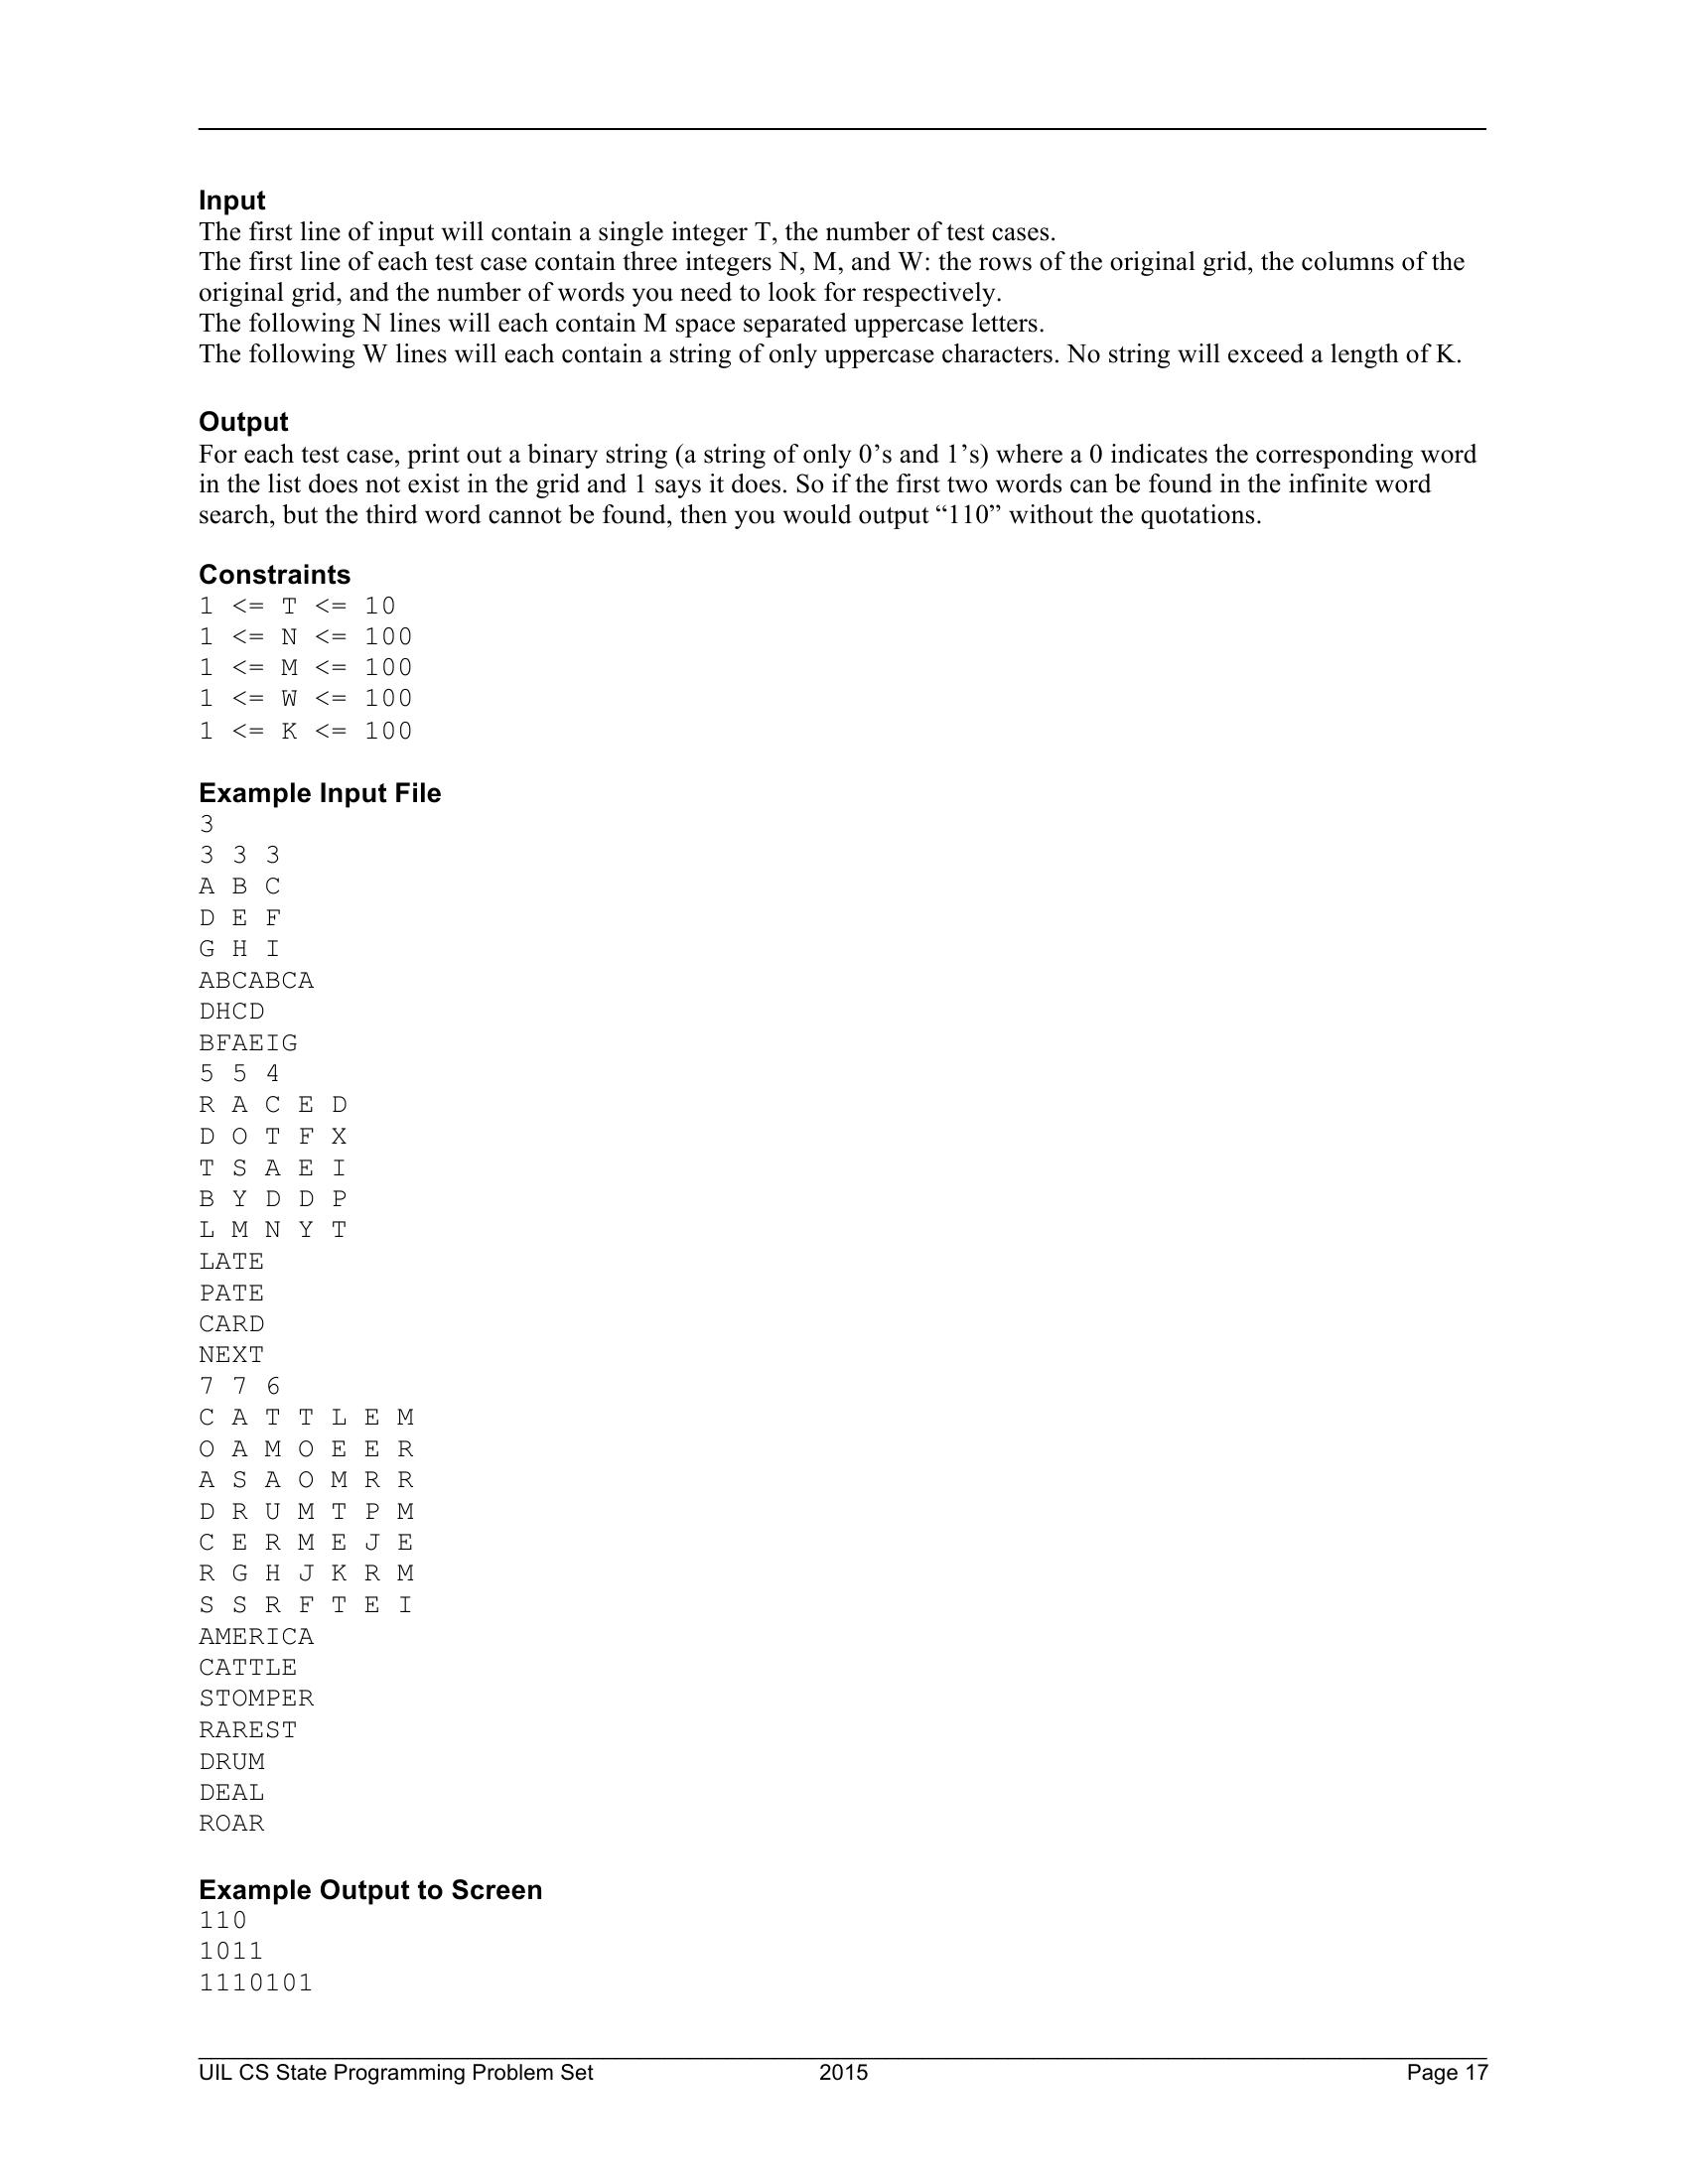 Input
The first line of input will contain a single integer T, the number of test cases.
The first line of each test case contain three integers N, M, and W: the rows of the original grid, the columns of the
original grid, and the number of words you need to look for respectively.
The following N lines will each contain M space separated uppercase letters.
The following W lines will each contain a string of only uppercase characters. No string will exceed a length of K.
Output
For each test case, print out a binary string (a string of only 0’s and 1’s) where a 0 indicates the corresponding word
in the list does not exist in the grid and 1 says it does. So if the first two words can be found in the infinite word
search, but the third word cannot be found, then you would output “110” without the quotations.
Constraints
1 <= T <= 10
1 <= N <= 100
1 <= M <= 100
1 <= W <= 100
1 <= K <= 100
Example Input File
3
3 3 3
A B C
D E F
G H I
ABCABCA
DHCD
BFAEIG
5 5 4
R A C E D
D O T F X
T S A E I
B Y D D P
L M N Y T
LATE
PATE
CARD
NEXT
7 7 6
C A T T L E M
O A M O E E R
A S A O M R R
D R U M T P M
C E R M E J E
R G H J K R M
S S R F T E I
AMERICA
CATTLE
STOMPER
RAREST
DRUM
DEAL
ROAR
Example Output to Screen
110
1011
1110101
UIL CS State Programming Problem Set 2015 Page 17